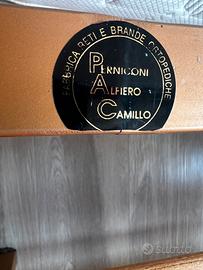 FABBRICA RETI E BRANDE ORTOPEDICHE
PERNICONI
ALFIERO
CAMILLO
Subito